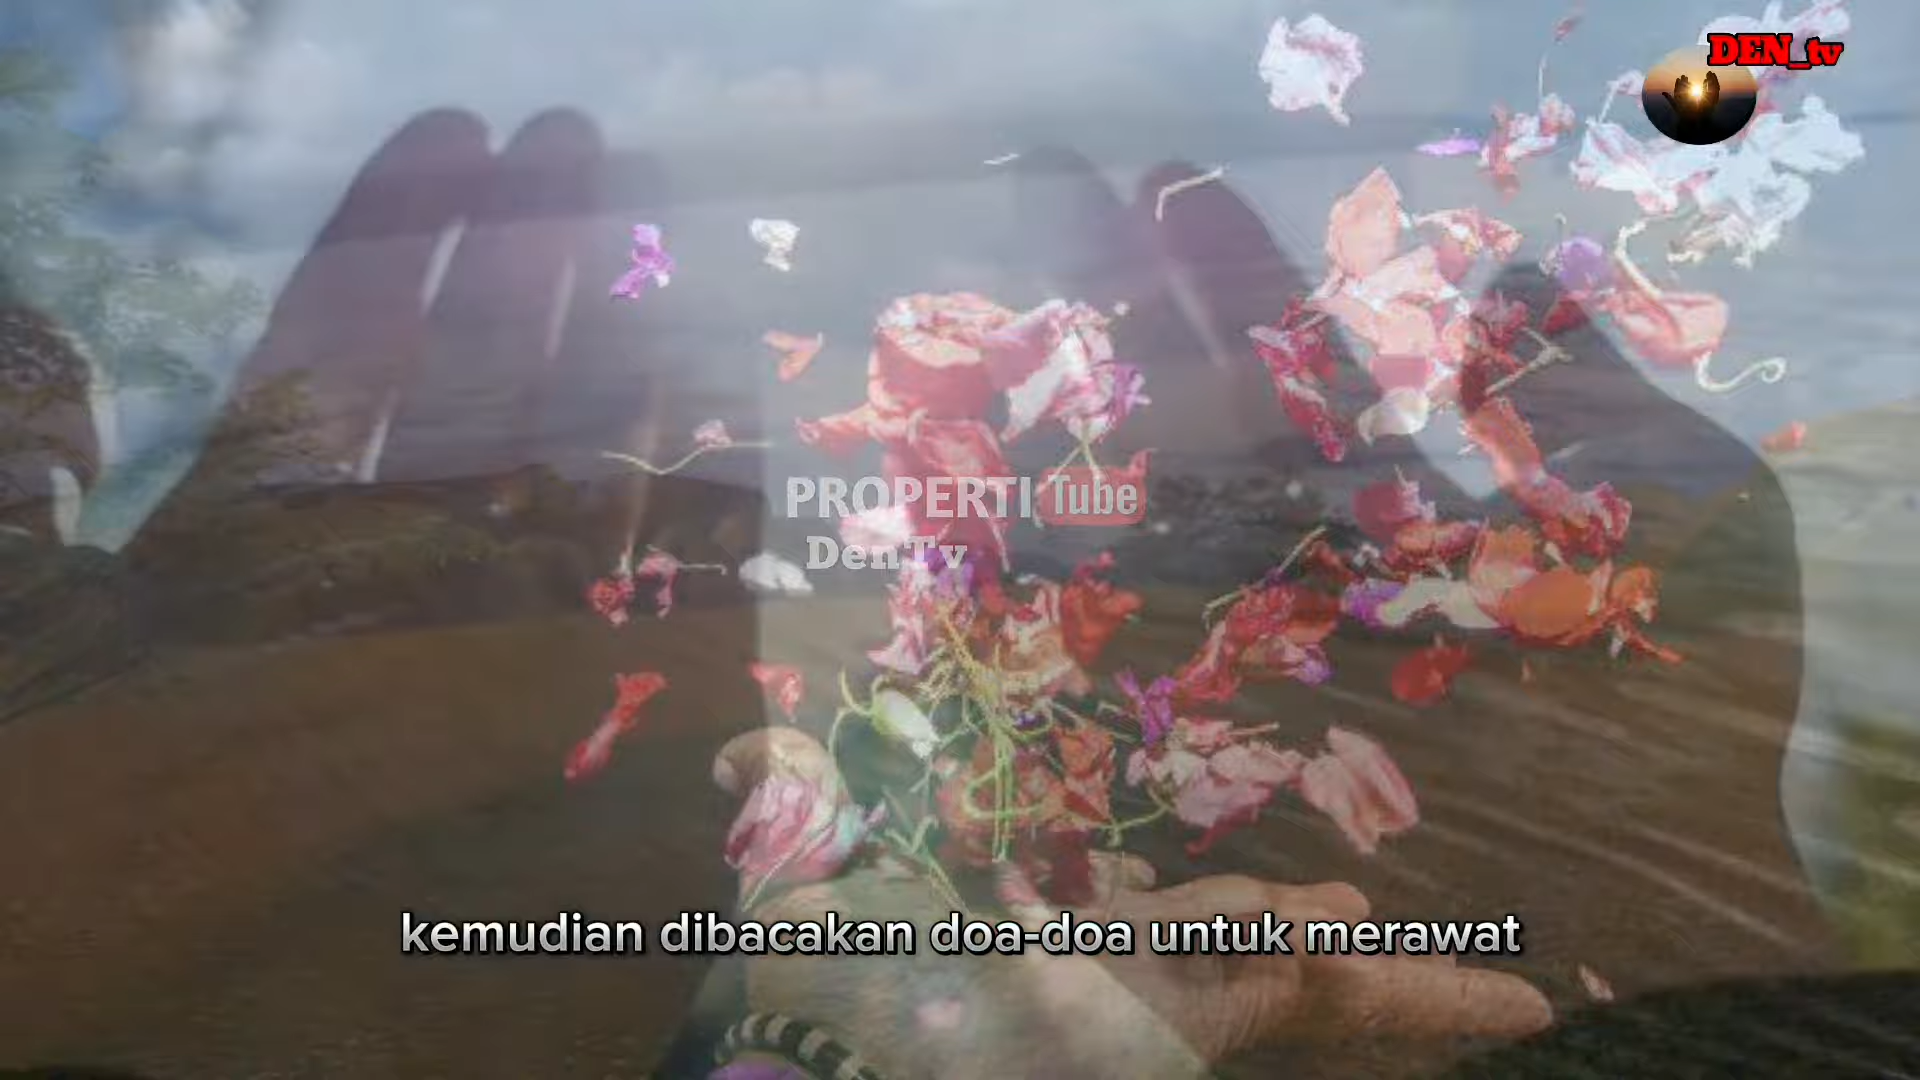 DEN_tv
PROPERTI Tube
DenTv
kemudian dibacakan doa-doa untuk merawat